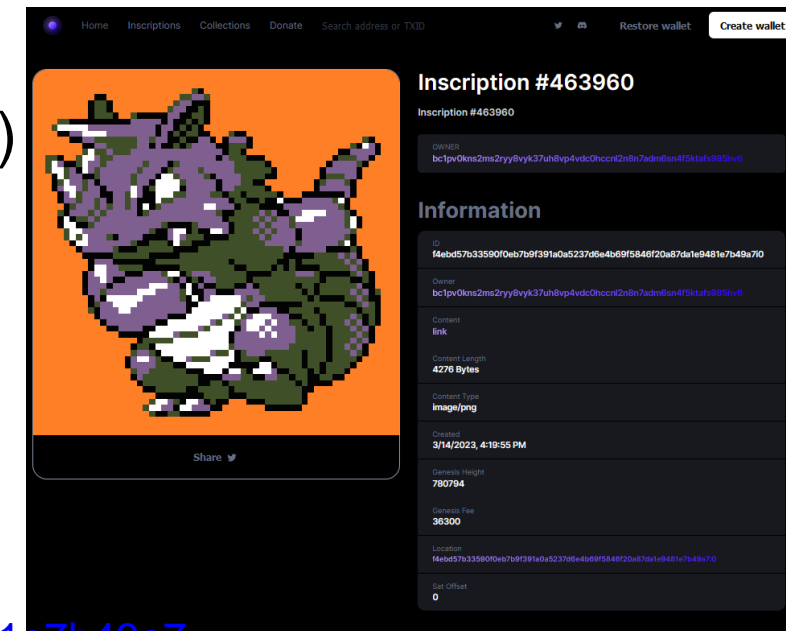 Home Inscriptions Collections Donate Search address or TXID Restore wallet Create wallet
)
Inscription #463960
Inscription #463960
OWNER
Information
ID
f4ebd57b33590f0eb7b9f391a0a5237d6e4b69f5846f20a87da1e9481e7b49a7i0
Owner
Content
link
Content Length
4276 Bytes
Content Type
image/png
Created
3/14/2023, 4:19:55 PM
Genesis Height
780794
Genesis Fee
36300
Location
f4ebd57b33590f0eb7b9f391a0a5237d6e4b69f5846f20a87da1e9481e7b49a7:0
Sat Offset
0
Share